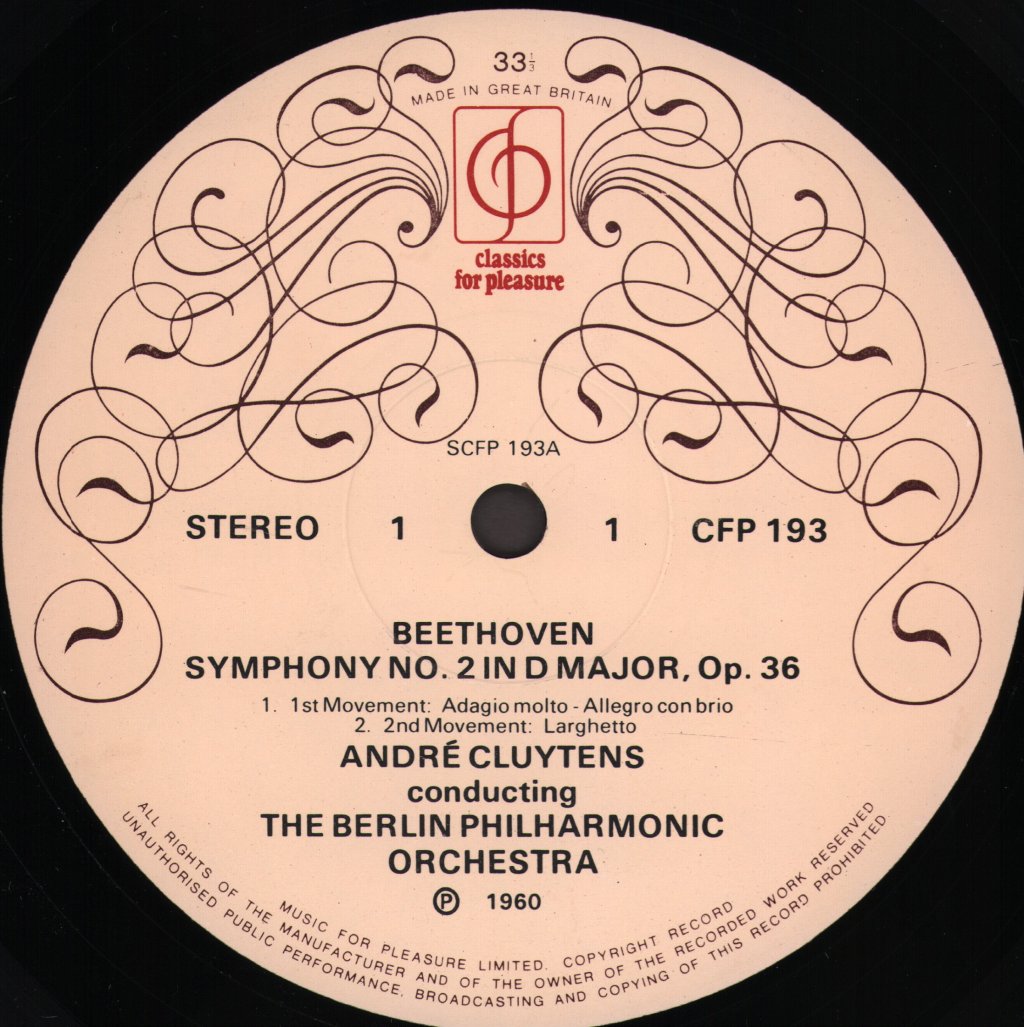 33 1/3
MADE IN GREAT BRITAIN
classics
for pleasure
SCFP 193A
STEREO 1 1 CFP 193
BEETHOVEN
SYMPHONY NO. 2 IN D MAJOR, Op. 36
1. 1st Movement: Adagio molto - Allegro con brio
2. 2nd Movement: Larghetto
ANDRÉ CLUYTENS
conducting
THE BERLIN PHILHARMONIC
ORCHESTRA
℗ 1960
MUSIC FOR PLEASURE LIMITED. COPYRIGHT RECORD
ALL RIGHTS OF THE MANUFACTURER AND OF THE OWNER OF THE RECORDED WORK RESERVED
UNAUTHORISED PUBLIC PERFORMANCE, BROADCASTING AND COPYING OF THIS RECORD PROHIBITED